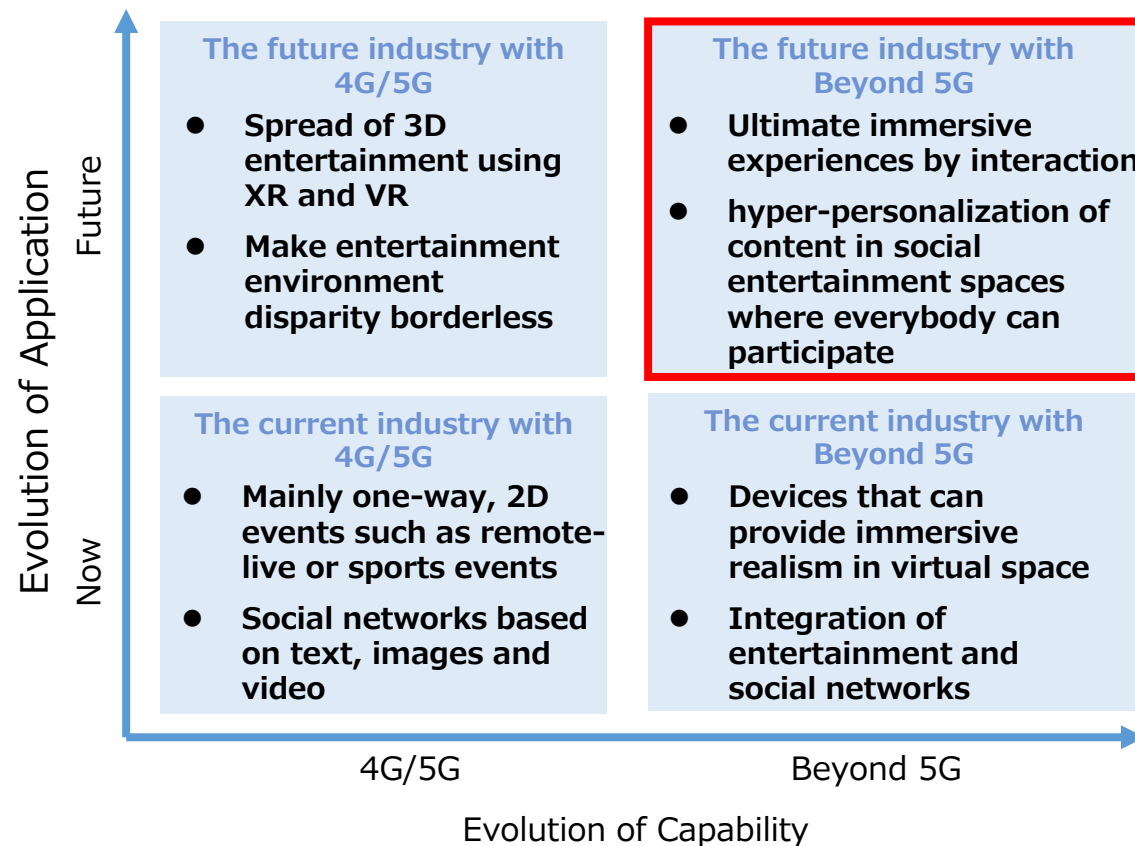 Evolution of Application
Future
Now
The future industry with
4G/5G
● Spread of 3D
entertainment using
XR and VR
● Make entertainment
environment
disparity borderless
The future industry with
Beyond 5G
● Ultimate immersive
experiences by interaction
● hyper-personalization of
content in social
entertainment spaces
where everybody can
participate
The current industry with
4G/5G
● Mainly one-way, 2D
events such as remote-
live or sports events
● Social networks based
on text, images and
video
The current industry with
Beyond 5G
● Devices that can
provide immersive
realism in virtual space
● Integration of
entertainment and
social networks
4G/5G
Beyond 5G
Evolution of Capability